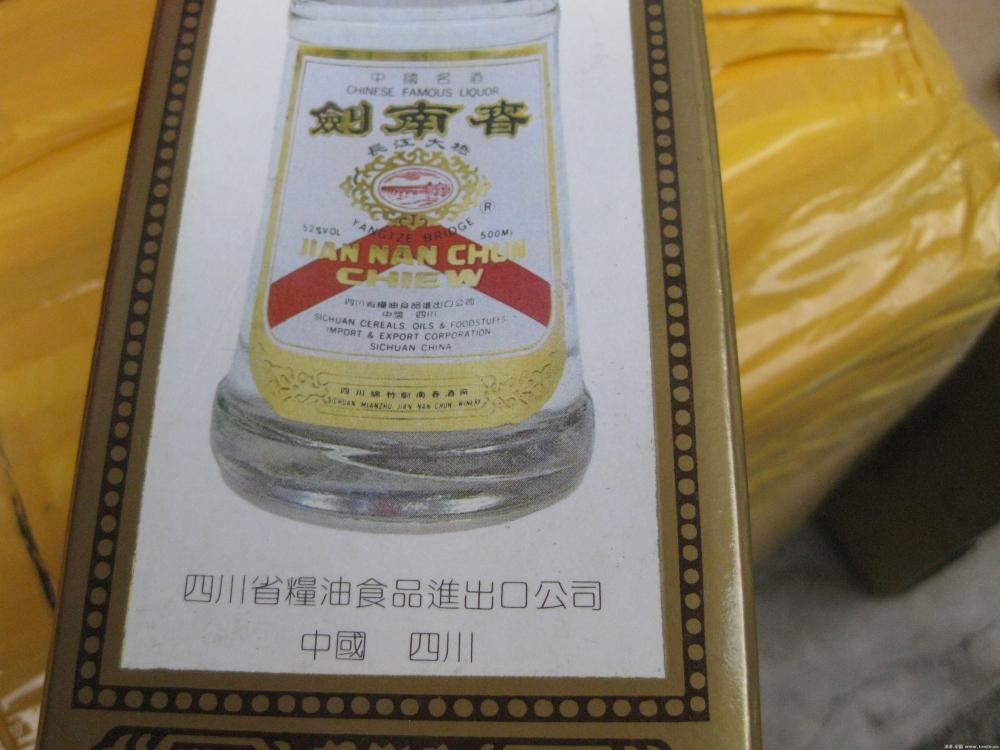 中國名酒
CHINESE FAMOUS LIQUOR
劍南春
長江大橋
®
YANGTZE BRIDGE
52%VOL 500Ml
JIAN NAN CHUN
CHIEW
四川省糧油食品進出口公司
中國 四川
SICHUAN CEREALS, OILS & FOODSTUFFS
IMPORT & EXPORT CORPORATION
SICHUAN CHINA
四川綿竹劍南春酒廠
SICHUAN MIANZHU JIAN NAN CHUN WINERY
四川省糧油食品進出口公司
中國 四川